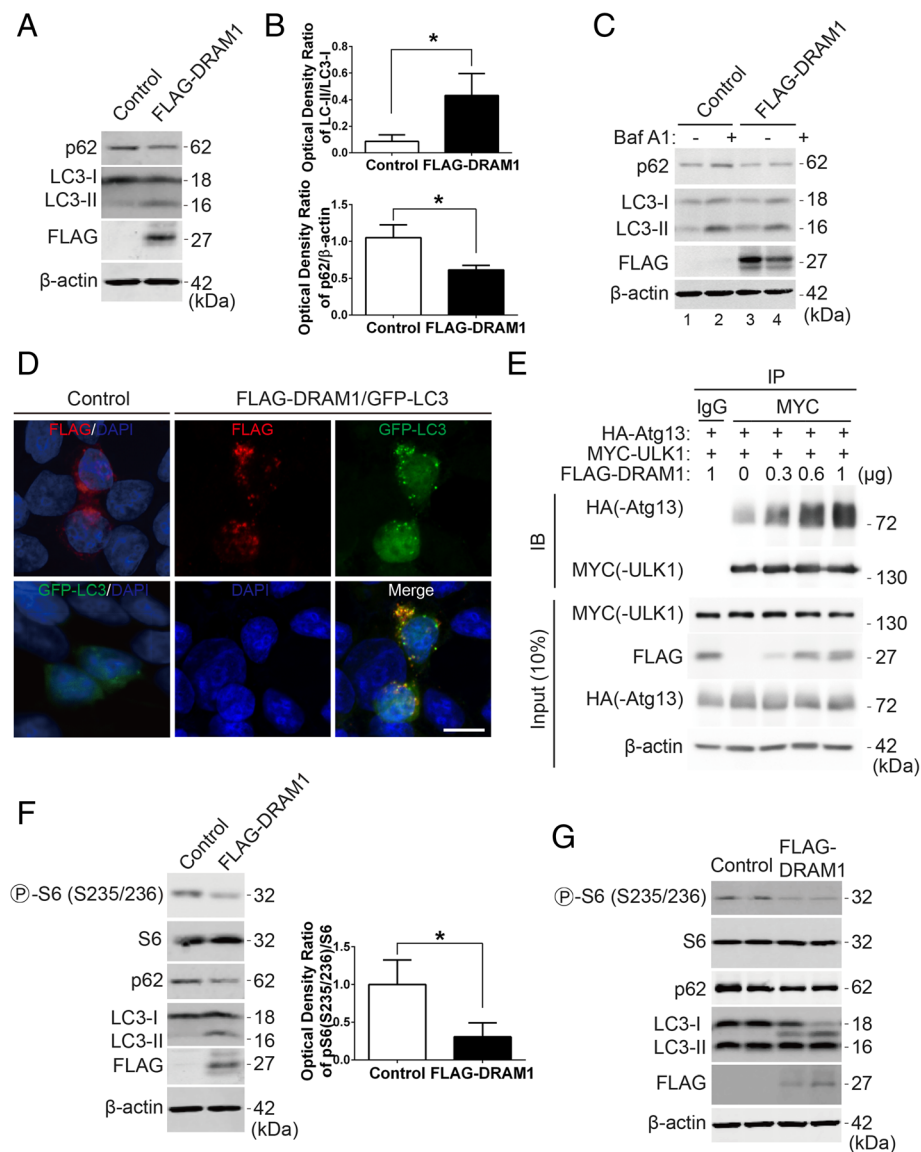 A
Control
FLAG-DRAM1
p62
62
LC3-I
18
LC3-II
16
FLAG
27
β-actin
42
(kDa)
B
Optical Density Ratio
of LC-II/LC3-I
0.8
0.6
0.4
0.2
0.0
*
Control FLAG-DRAM1
Optical Density Ratio
of p62/β-actin
1.5
1.0
0.5
0.0
*
Control FLAG-DRAM1
C
Control
FLAG-DRAM1
Baf A1: - + - +
p62
-62
LC3-I
-18
LC3-II
-16
FLAG
-27
β-actin
-42
1 2 3 4 (kDa)
D
Control
FLAG-DRAM1/GFP-LC3
FLAG/DAPI
FLAG
GFP-LC3
GFP-LC3/DAPI
DAPI
Merge
E
IP
IgG MYC
HA-Atg13: + + + + +
MYC-ULK1: + + + + +
FLAG-DRAM1: 1 0 0.3 0.6 1 (µg)
IB
HA(-Atg13)
- 72
MYC(-ULK1)
- 130
Input (10%)
MYC(-ULK1)
- 130
FLAG
- 27
HA(-Atg13)
- 72
β-actin
- 42
(kDa)
F
Control
FLAG-DRAM1
P-S6 (S235/236)
-32
S6
-32
p62
-62
LC3-I
-18
LC3-II
-16
FLAG
-27
β-actin
-42
(kDa)
Optical Density Ratio
of pS6(S235/236)/S6
1.5
1.0
0.5
0.0
*
Control FLAG-DRAM1
G
Control
FLAG-
DRAM1
P-S6 (S235/236)
-32
S6
-32
p62
-62
LC3-I
-18
LC3-II
-16
FLAG
-27
β-actin
-42
(kDa)